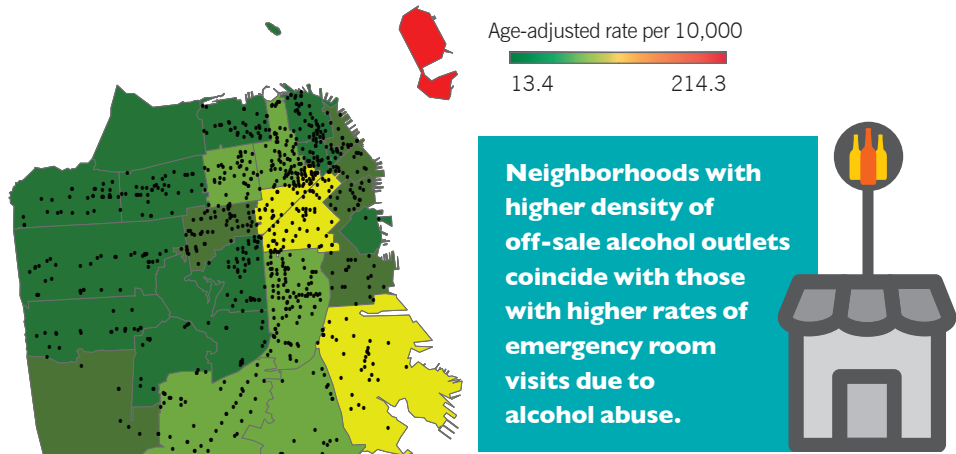 Age-adjusted rate per 10,000
13.4 214.3
Neighborhoods with
higher density of
off-sale alcohol outlets
coincide with those
with higher rates of
emergency room
visits due to
alcohol abuse.